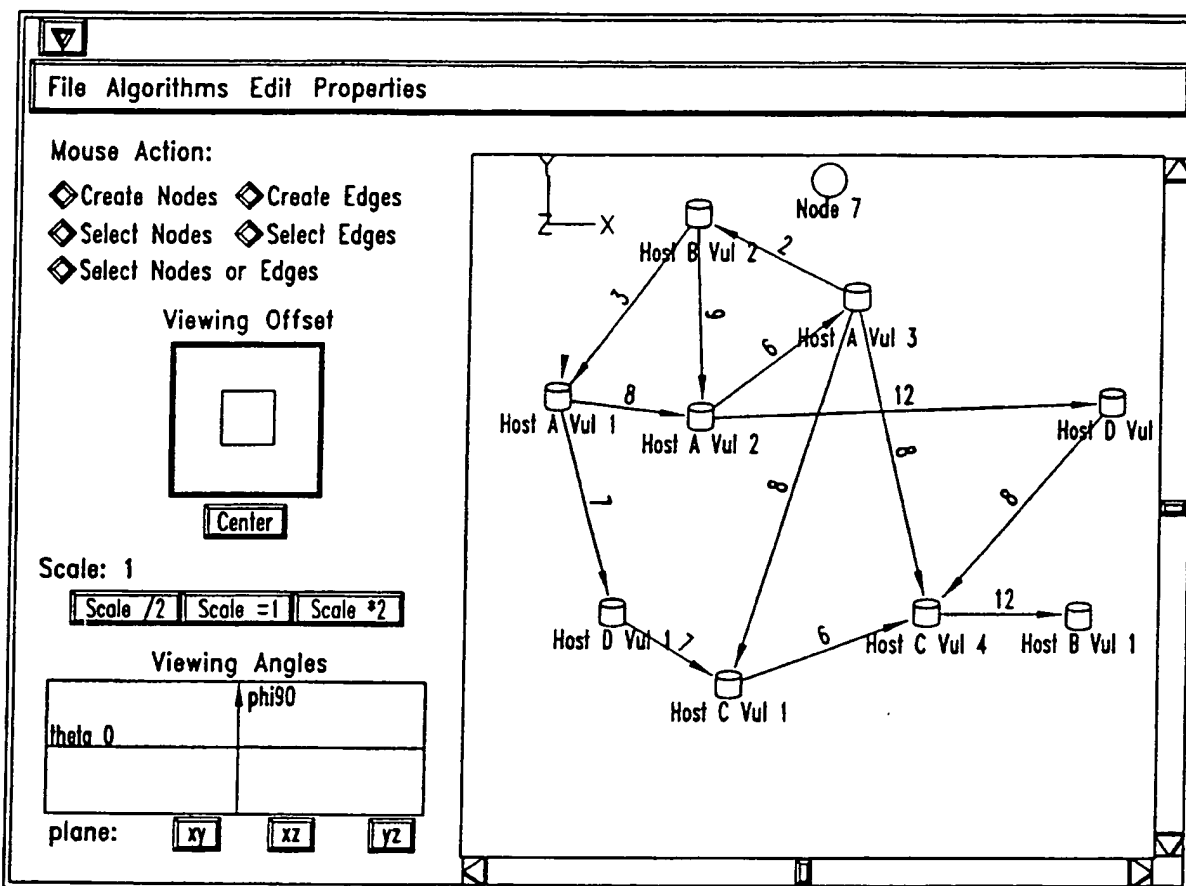 File Algorithms Edit Properties
Mouse Action:
Create Nodes Create Edges
Select Nodes Select Edges
Select Nodes or Edges
Viewing Offset
Center
Scale: 1
Scale /2 Scale =1 Scale *2
Viewing Angles
phi90
theta 0
plane: xy xz yz
Y
Z X
Node 7
Host B Vul 2
2
3
6
Host A Vul 3
6
8
12
Host A Vul 1
Host A Vul 2
Host D Vul
8
8
8
7
12
Host D Vul 1
7
6
Host C Vul 4
Host B Vul 1
Host C Vul 1